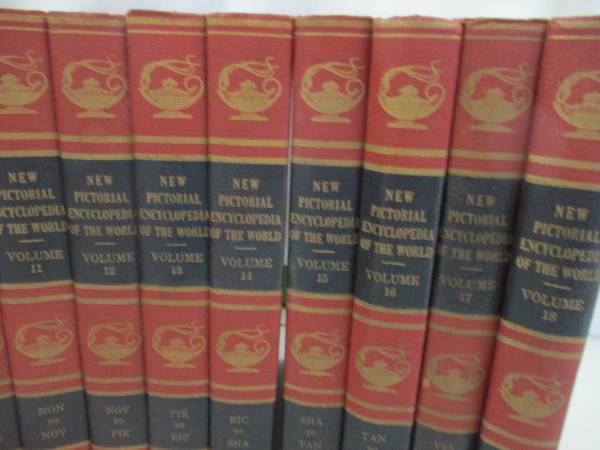 NEW
PICTORIAL
ENCYCLOPEDIA
OF THE WORLD
VOLUME
11
MON
TO
NOV
NEW
PICTORIAL
ENCYCLOPEDIA
OF THE WORLD
VOLUME
12
NOV
TO
PIK
NEW
PICTORIAL
ENCYCLOPEDIA
OF THE WORLD
VOLUME
13
PIK
TO
RIC
NEW
PICTORIAL
ENCYCLOPEDIA
OF THE WORLD
VOLUME
14
RIC
TO
SHA
NEW
PICTORIAL
ENCYCLOPEDIA
OF THE WORLD
VOLUME
15
SHA
TO
TAN
NEW
PICTORIAL
ENCYCLOPEDIA
OF THE WORLD
VOLUME
16
TAN
TO
NEW
PICTORIAL
ENCYCLOPEDIA
OF THE WORLD
VOLUME
17
NEW
PICTORIAL
ENCYCLOPEDIA
OF THE WORLD
VOLUME
18